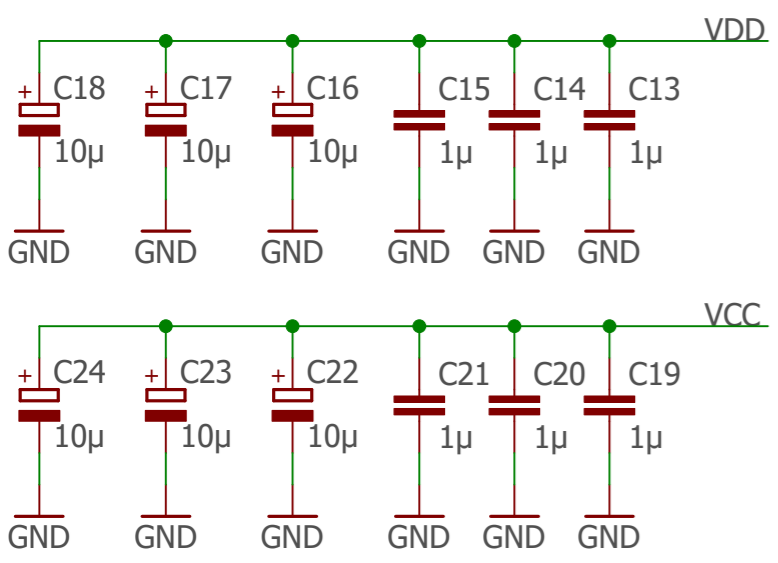 VDD
+ C18 + C17 + C16 C15 C14 C13
10µ 10µ 10µ 1µ 1µ 1µ
GND GND GND GND GND GND
VCC
+ C24 + C23 + C22 C21 C20 C19
10µ 10µ 10µ 1µ 1µ 1µ
GND GND GND GND GND GND